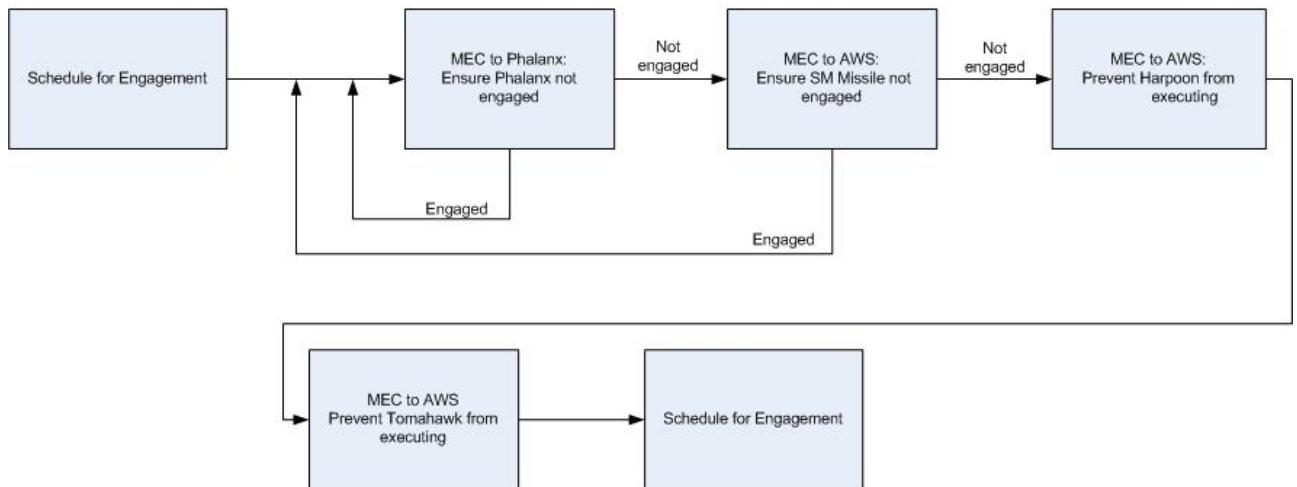 Schedule for Engagement
MEC to Phalanx:
Ensure Phalanx not
engaged
Not
engaged
MEC to AWS:
Ensure SM Missile not
engaged
Not
engaged
MEC to AWS:
Prevent Harpoon from
executing
Engaged
Engaged
MEC to AWS
Prevent Tomahawk from
executing
Schedule for Engagement